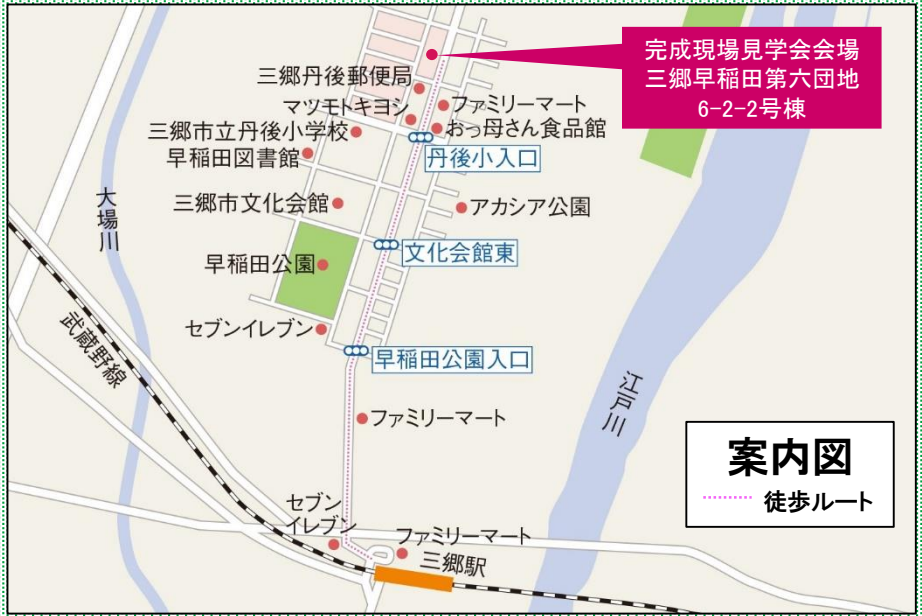 完成現場見学会会場
三郷早稲田第六団地
6-2-2号棟
三郷丹後郵便局
マツモトキヨシ
ファミリーマート
三郷市立丹後小学校
おっ母さん食品館
早稲田図書館
丹後小入口
大場川
三郷市文化会館
アカシア公園
文化会館東
早稲田公園
武蔵野線
セブンイレブン
早稲田公園入口
江戸川
ファミリーマート
案内図
徒歩ルート
セブン
イレブン
ファミリーマート
三郷駅